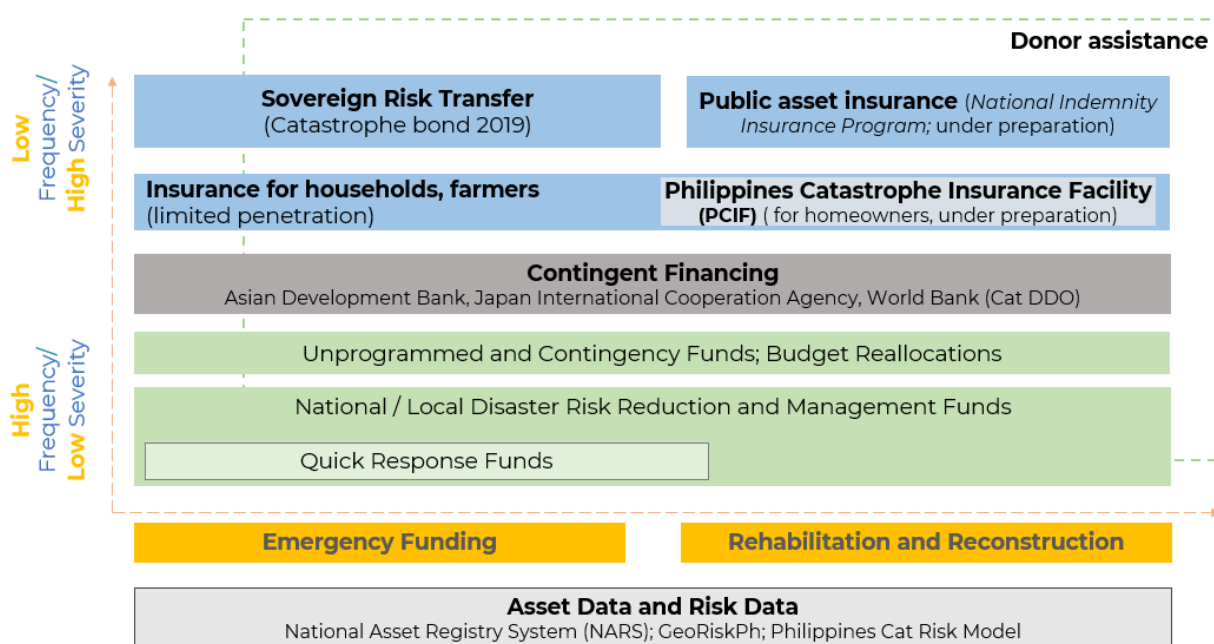 Donor assistance
Low
Frequency/
High Severity
Sovereign Risk Transfer
(Catastrophe bond 2019)
Public asset insurance (National Indemnity
Insurance Program; under preparation)
Insurance for households, farmers
(limited penetration)
Philippines Catastrophe Insurance Facility
(PCIF) ( for homeowners, under preparation)
Contingent Financing
Asian Development Bank, Japan International Cooperation Agency, World Bank (Cat DDO)
High
Frequency/
Low Severity
Unprogrammed and Contingency Funds; Budget Reallocations
National / Local Disaster Risk Reduction and Management Funds
Quick Response Funds
Emergency Funding
Rehabilitation and Reconstruction
Asset Data and Risk Data
National Asset Registry System (NARS); GeoRiskPh; Philippines Cat Risk Model